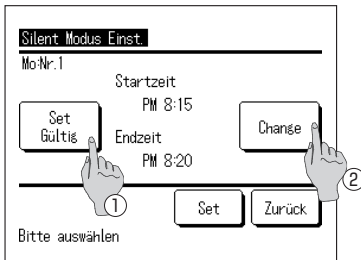 Silent Modus Einst.
Mo:Nr.1
Startzeit
PM 8:15
Set
Gültig
Endzeit
PM 8:20
Change
①
②
Set
Zurück
Bitte auswählen